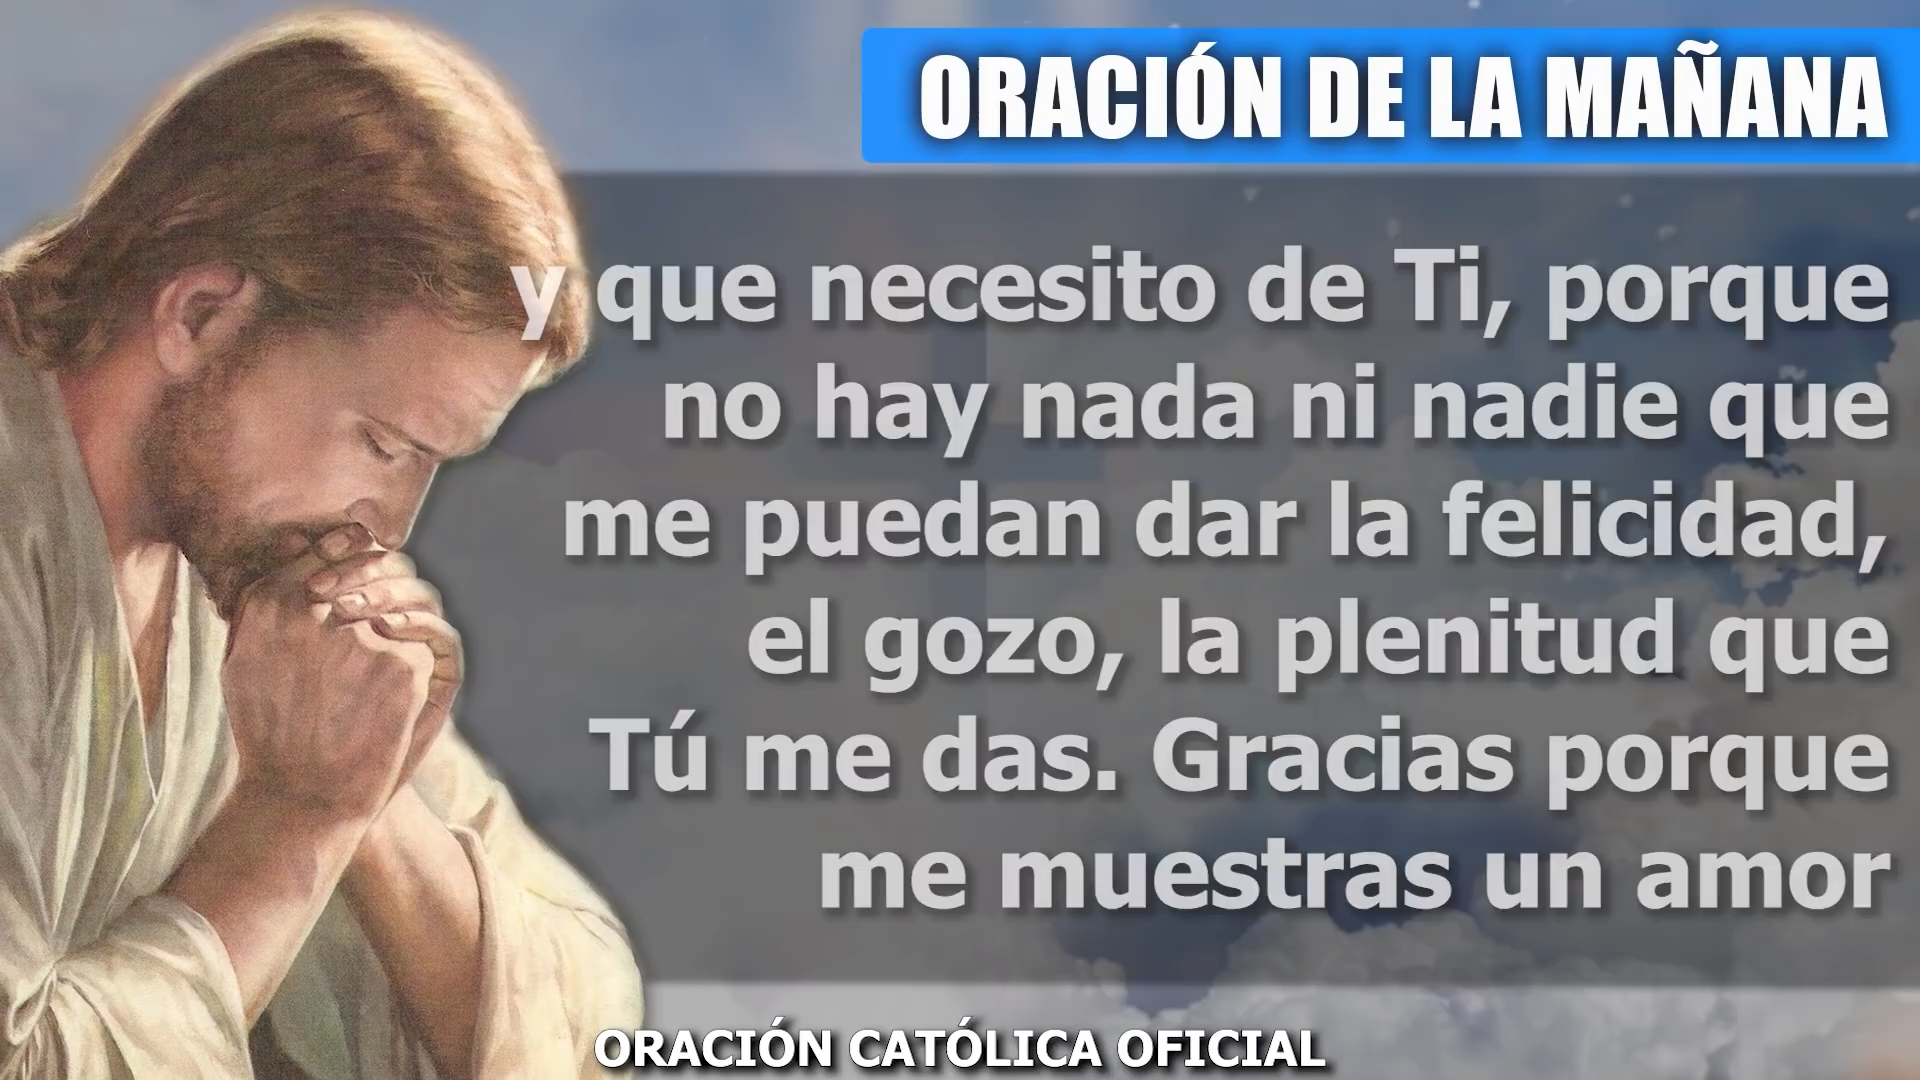 ORACIÓN DE LA MAÑANA
y que necesito de Ti, porque
no hay nada ni nadie que
me puedan dar la felicidad,
el gozo, la plenitud que
Tú me das. Gracias porque
me muestras un amor
ORACIÓN CATÓLICA OFICIAL